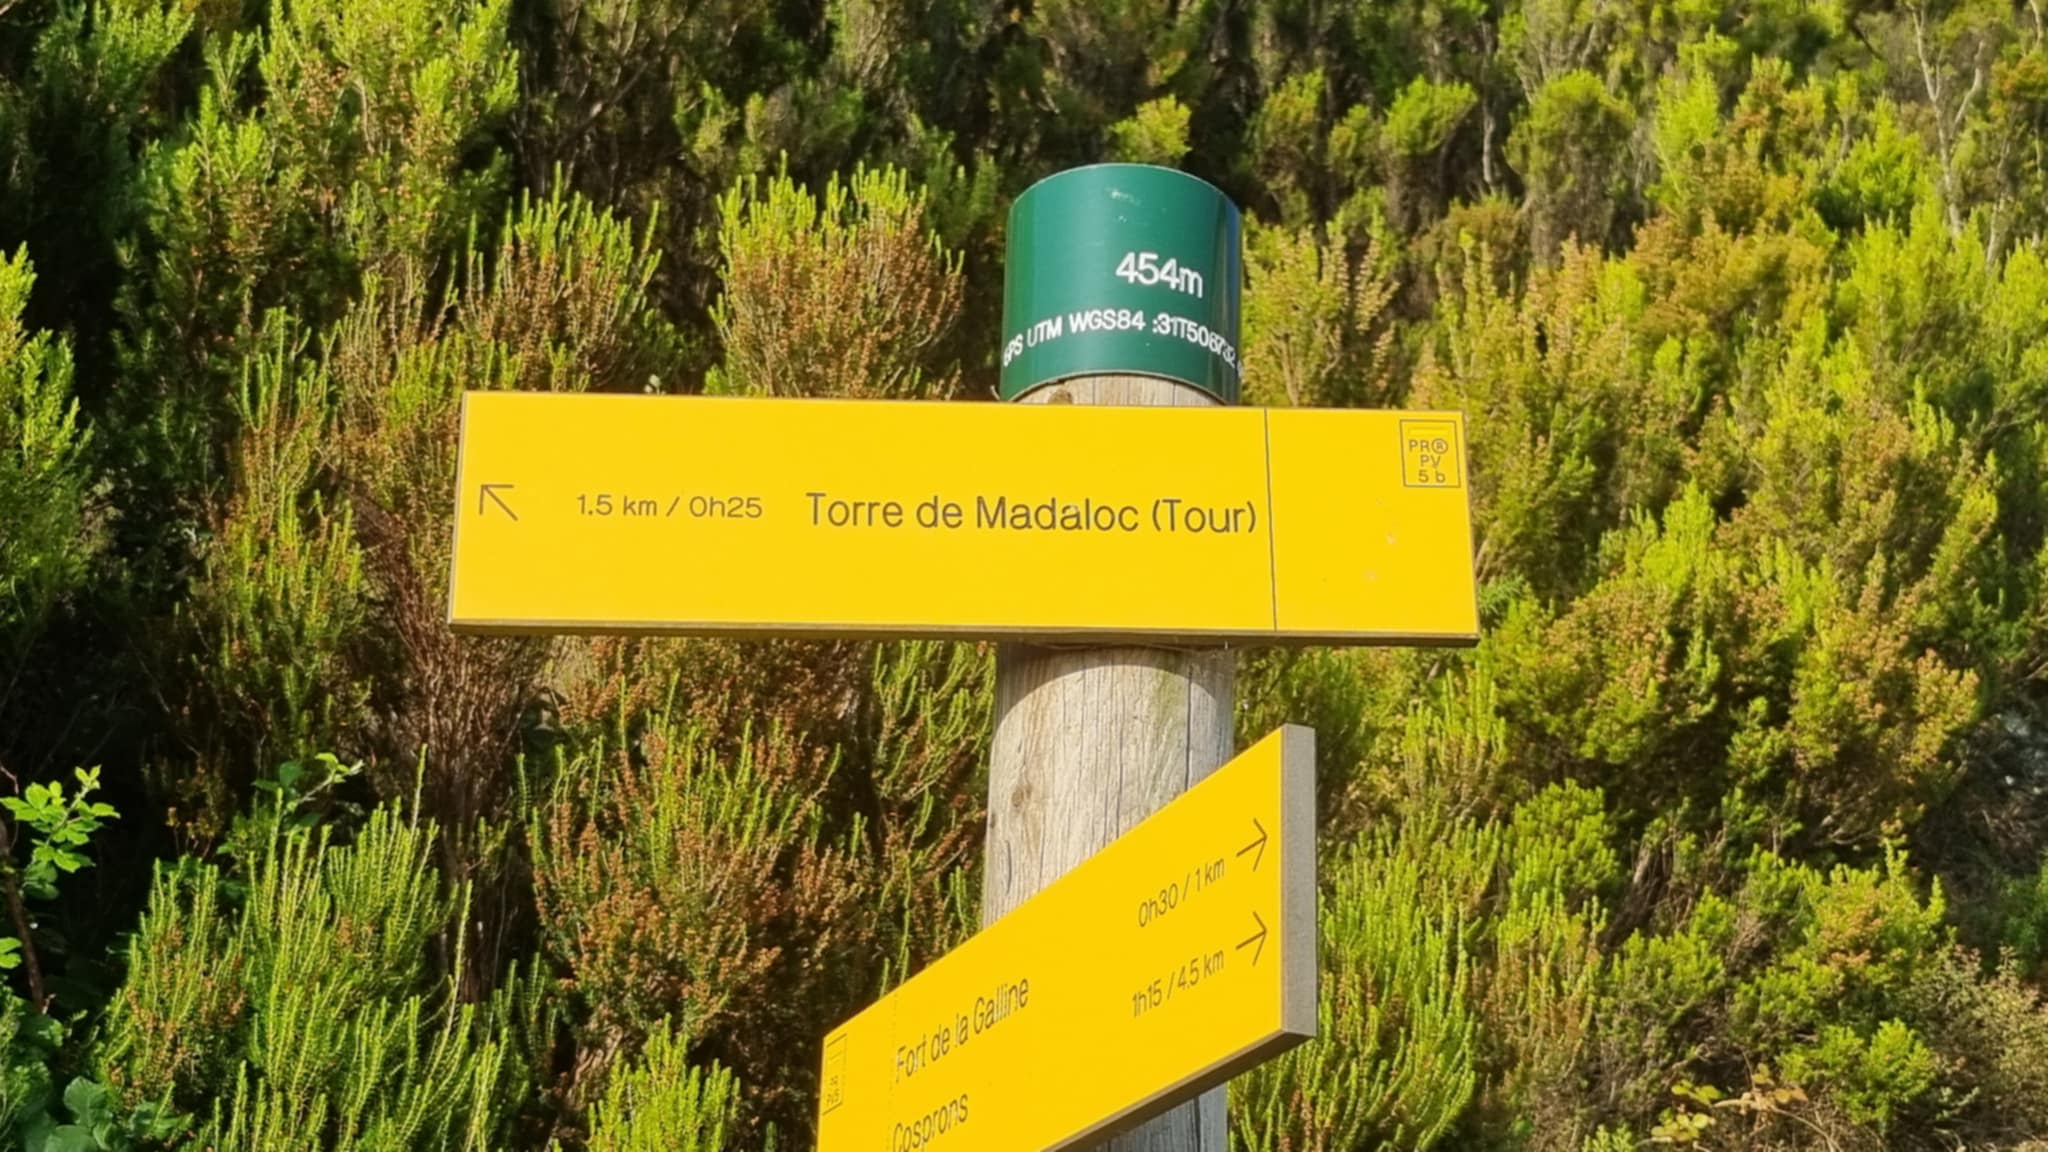 454m
GPS UTM WGS84 :31T506732
PR®
PV
5 b
1.5 km / 0h25 Torre de Madaloc (Tour)
Fort de la Galline 0h30 / 1 km
Cosprons 1h15 / 4.5 km